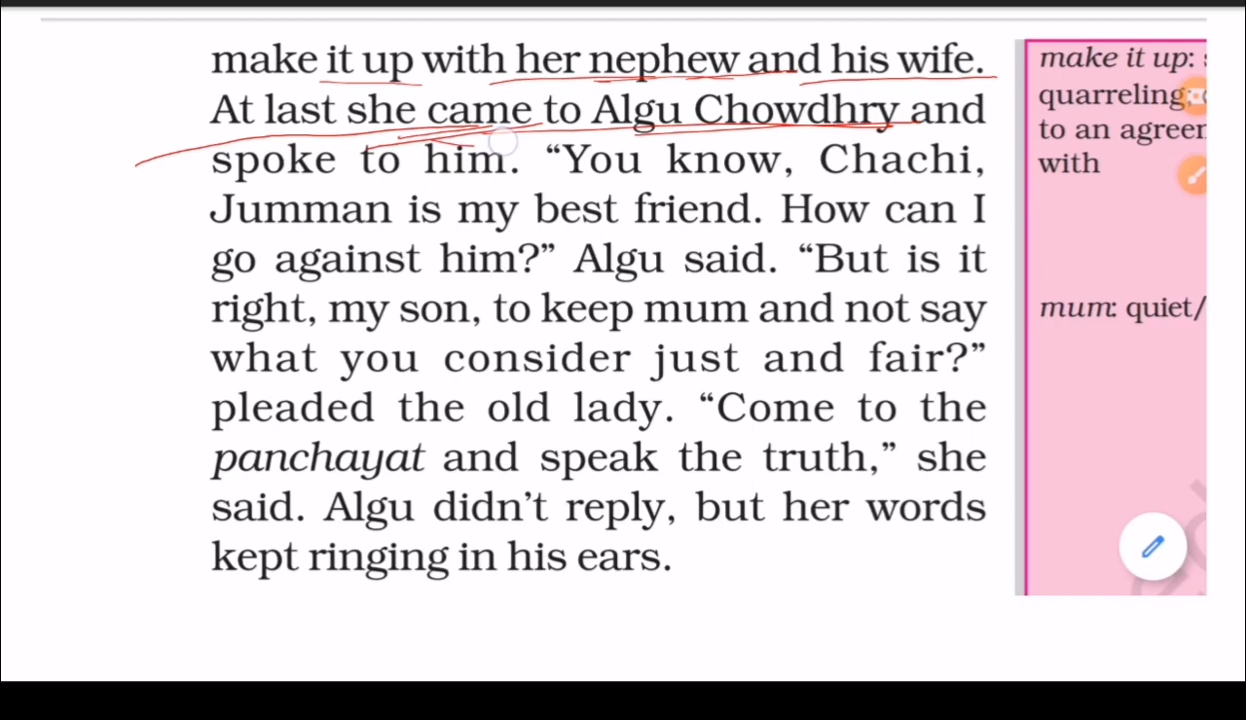 make it up with her nephew and his wife.
At last she came to Algu Chowdhry and
spoke to him. “You know, Chachi,
Jumman is my best friend. How can I
go against him?” Algu said. “But is it
right, my son, to keep mum and not say
what you consider just and fair?”
pleaded the old lady. “Come to the
panchayat and speak the truth,” she
said. Algu didn’t reply, but her words
kept ringing in his ears.
make it up:
quarreling;
to an
with
mum: quiet/